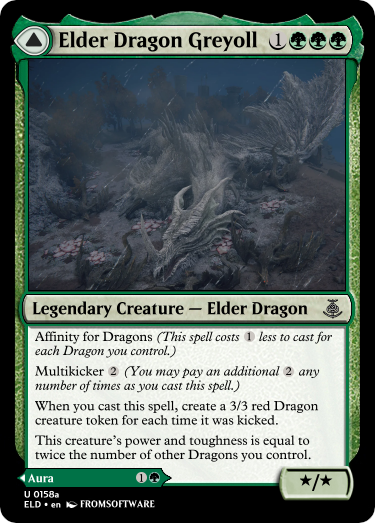 Elder Dragon Greyoll 1
Legendary Creature — Elder Dragon
Affinity for Dragons (This spell costs 1 less to cast for
each Dragon you control.)
Multikicker 2 (You may pay an additional 2 any
number of times as you cast this spell.)
When you cast this spell, create a 3/3 red Dragon
creature token for each time it was kicked.
This creature's power and toughness is equal to
twice the number of other Dragons you control.
Aura 1
*/*
U 0158a
ELD • en FROMSOFTWARE